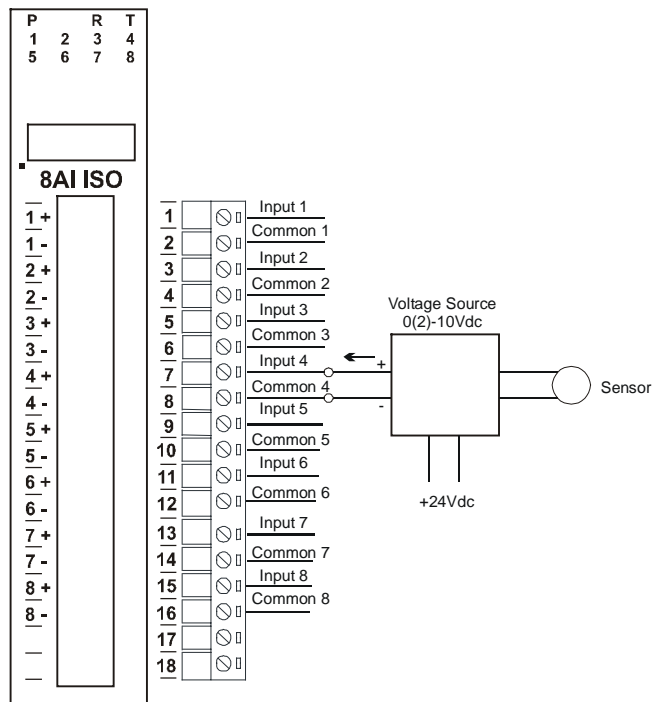 P R T
1 2 3 4
5 6 7 8
8AI ISO
1 +
1 -
2 +
2 -
3 +
3 -
4 +
4 -
5 +
5 -
6 +
6 -
7 +
7 -
8 +
8 -
1 Input 1
2 Common 1
3 Input 2
4 Common 2
5 Input 3
6 Common 3
7 Input 4
8 Common 4
9 Input 5
10 Common 5
11 Input 6
12 Common 6
13 Input 7
14 Common 7
15 Input 8
16 Common 8
17
18
Voltage Source
0(2)-10Vdc
+
-
Sensor
+24Vdc